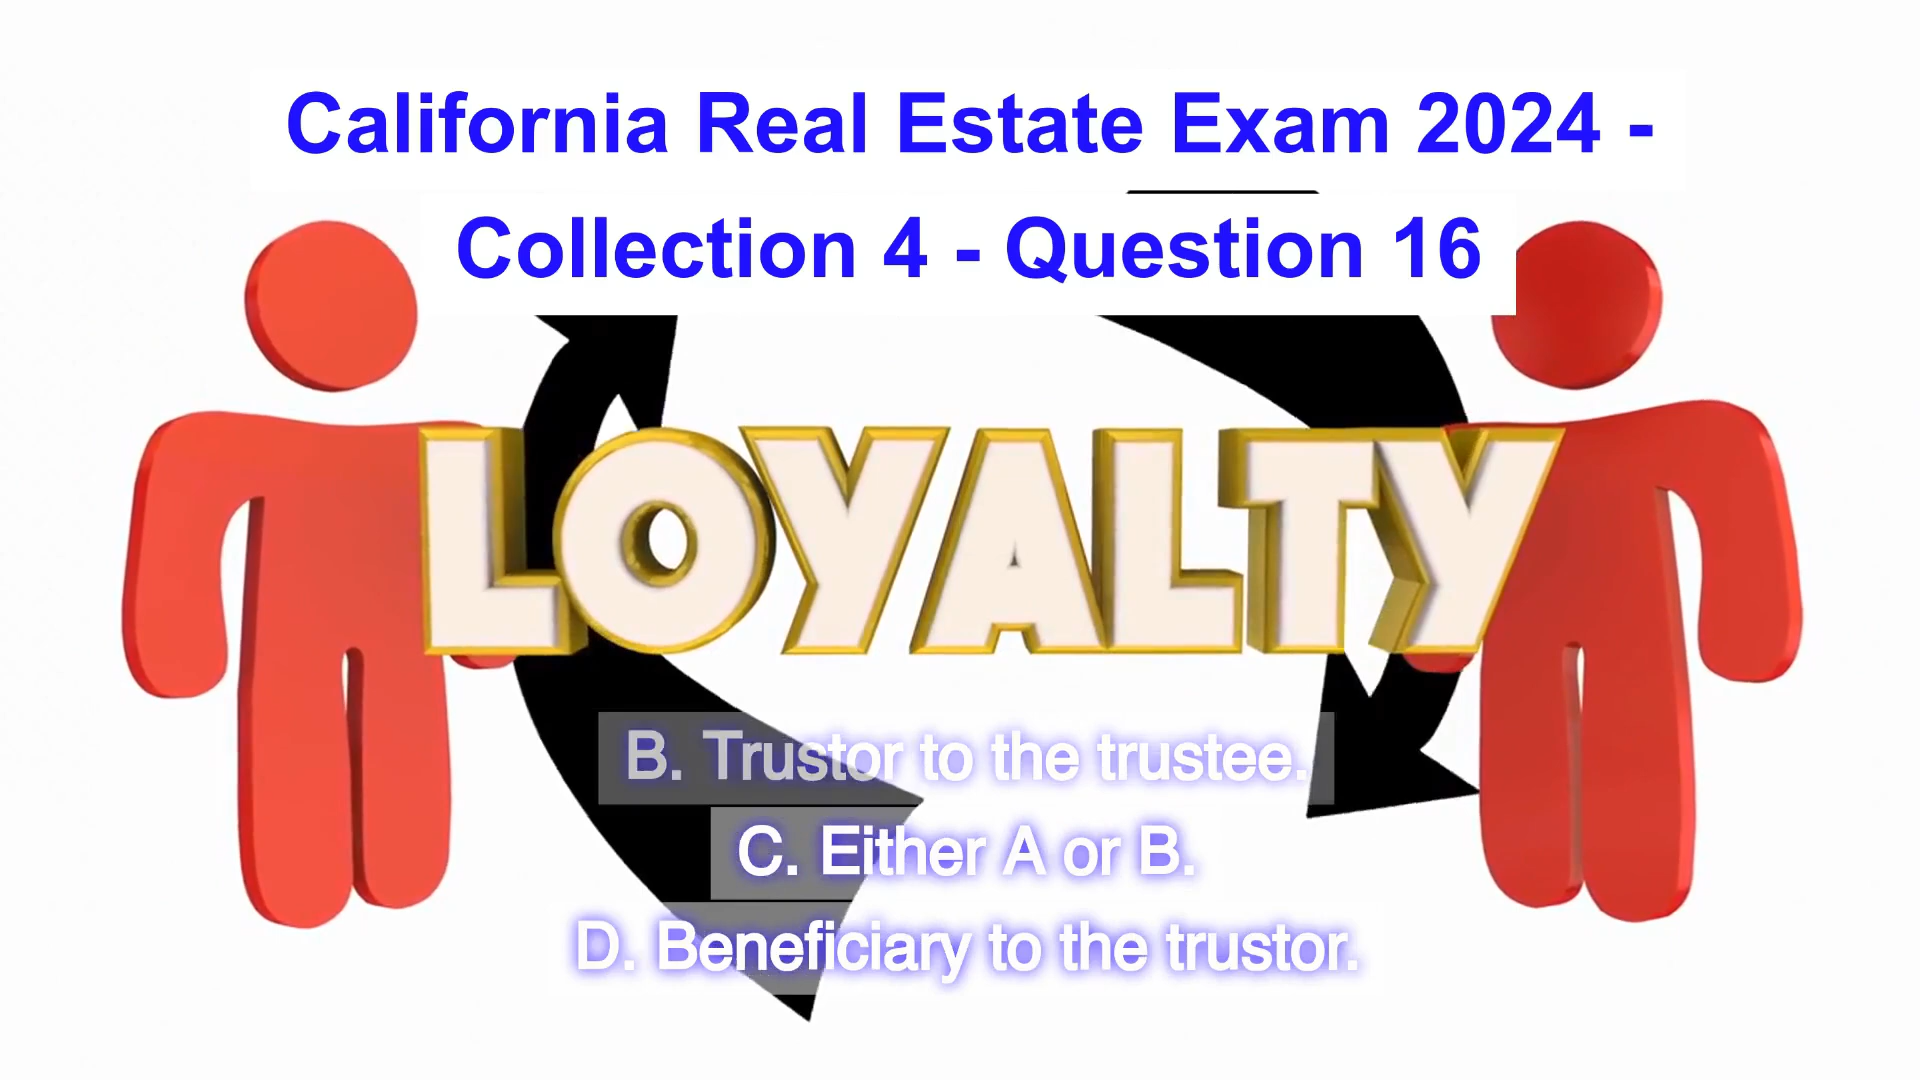 California Real Estate Exam 2024 -
Collection 4 - Question 16
LOYALTY
B. Trustor to the trustee.
C. Either A or B.
D. Beneficiary to the trustor.